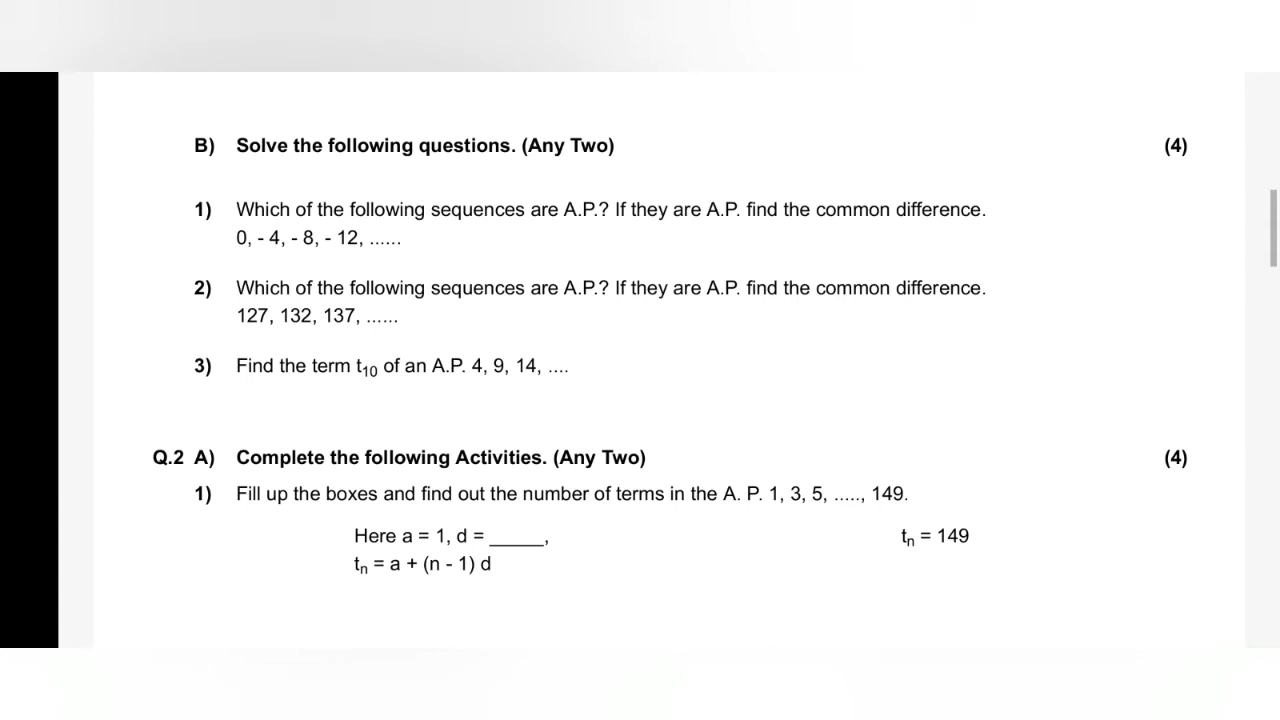 B) Solve the following questions. (Any Two) (4)
1) Which of the following sequences are A.P.? If they are A.P. find the common difference.
0, - 4, - 8, - 12, ......
2) Which of the following sequences are A.P.? If they are A.P. find the common difference.
127, 132, 137, ......
3) Find the term t10 of an A.P. 4, 9, 14, ....
Q.2 A) Complete the following Activities. (Any Two) (4)
1) Fill up the boxes and find out the number of terms in the A. P. 1, 3, 5, ....., 149.
Here a = 1, d = _____, tn = 149
tn = a + (n - 1) d